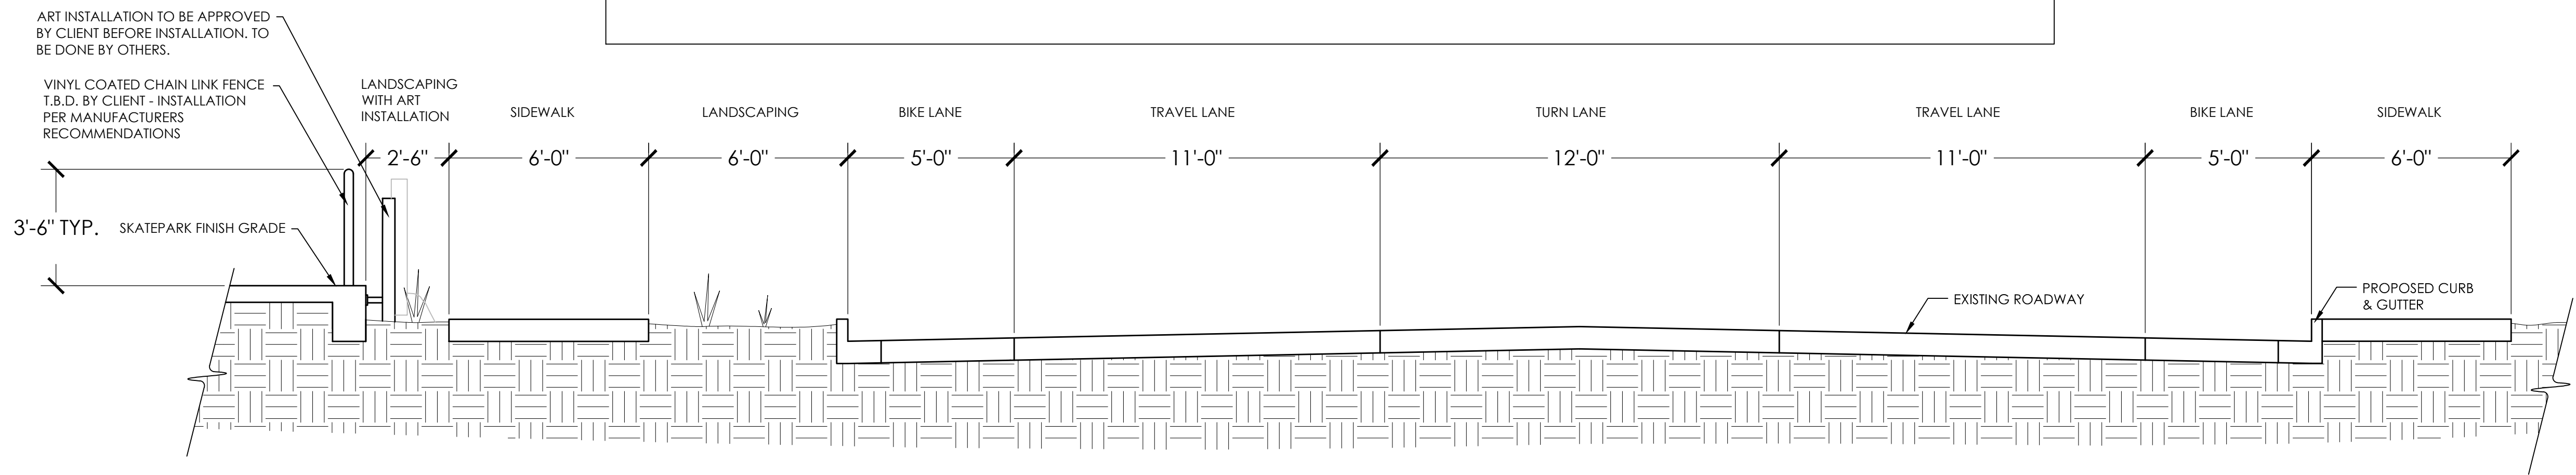 ART INSTALLATION TO BE APPROVED
BY CLIENT BEFORE INSTALLATION. TO
BE DONE BY OTHERS.
VINYL COATED CHAIN LINK FENCE
T.B.D. BY CLIENT - INSTALLATION
PER MANUFACTURERS
RECOMMENDATIONS
LANDSCAPING
WITH ART
INSTALLATION
SIDEWALK
LANDSCAPING
BIKE LANE
TRAVEL LANE
TURN LANE
TRAVEL LANE
BIKE LANE
SIDEWALK
2'-6"
6'-0"
6'-0"
5'-0"
11'-0"
12'-0"
11'-0"
5'-0"
6'-0"
3'-6" TYP.
SKATEPARK FINISH GRADE
EXISTING ROADWAY
PROPOSED CURB
& GUTTER